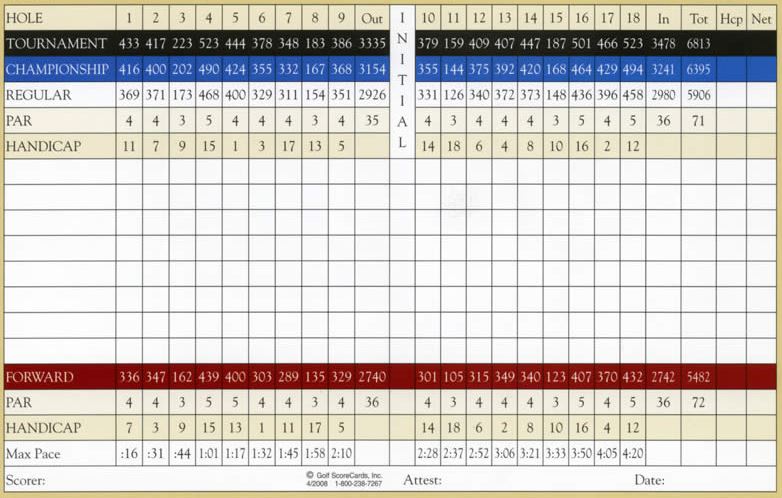 HOLE 1 2 3 4 5 6 7 8 9 Out INITIAL 10 11 12 13 14 15 16 17 18 In Tot Hcp Net
TOURNAMENT 433 417 223 523 444 378 348 183 386 3335 379 159 409 407 447 187 501 466 523 3478 6813
CHAMPIONSHIP 416 400 202 490 424 355 332 167 368 3154 355 144 375 392 420 168 464 429 494 3241 6395
REGULAR 369 371 173 468 400 329 311 154 351 2926 331 126 340 372 373 148 436 396 458 2980 5906
PAR 4 4 3 5 4 4 4 3 4 35 4 3 4 4 4 3 5 4 5 36 71
HANDICAP 11 7 9 15 1 3 17 13 5 14 18 6 4 8 10 16 2 12
FORWARD 336 347 162 439 400 303 289 135 329 2740 301 105 315 349 340 123 407 370 432 2742 5482
PAR 4 4 3 5 5 4 4 3 4 36 4 3 4 4 4 3 5 4 5 36 72
HANDICAP 7 3 9 15 13 1 11 17 5 14 18 6 2 8 10 16 4 12
Max Pace :16 :31 :44 1:01 1:17 1:32 1:45 1:58 2:10 2:28 2:37 2:52 3:06 3:21 3:33 3:50 4:05 4:20
Scorer: © Golf ScoreCards, Inc. Attest: Date:
4/2008 1-800-238-7267